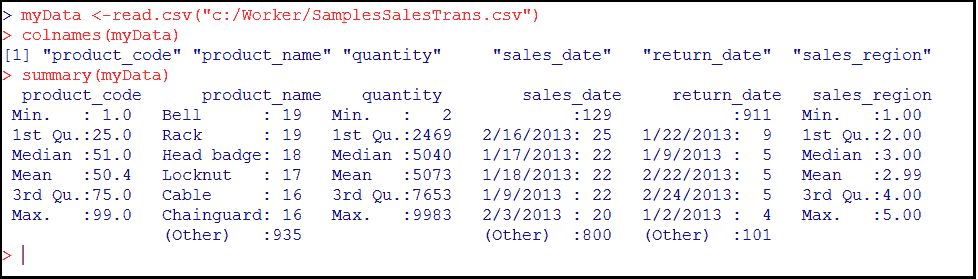 > myData <-read.csv("c:/Worker/SamplesSalesTrans.csv")
> colnames(myData)
[1] "product_code" "product_name" "quantity"     "sales_date"   "return_date"  "sales_region"
> summary(myData)
  product_code     product_name    quantity        sales_date     return_date   sales_region
 Min.   : 1.0   Bell      : 19   Min.   :   2            :129            :911   Min.   :1.00
 1st Qu.:25.0   Rack      : 19   1st Qu.:2469   2/16/2013: 25   1/22/2013:  9   1st Qu.:2.00
 Median :51.0   Head badge: 18   Median :5040   1/17/2013: 22   1/9/2013 :  5   Median :3.00
 Mean   :50.4   Locknut   : 17   Mean   :5073   1/18/2013: 22   2/22/2013:  5   Mean   :2.99
 3rd Qu.:75.0   Cable     : 16   3rd Qu.:7653   1/9/2013 : 22   2/24/2013:  5   3rd Qu.:4.00
 Max.   :99.0   Chainguard: 16   Max.   :9983   2/3/2013 : 20   1/2/2013 :  4   Max.   :5.00
                (Other)   :935                  (Other)  :800   (Other)  :101
>